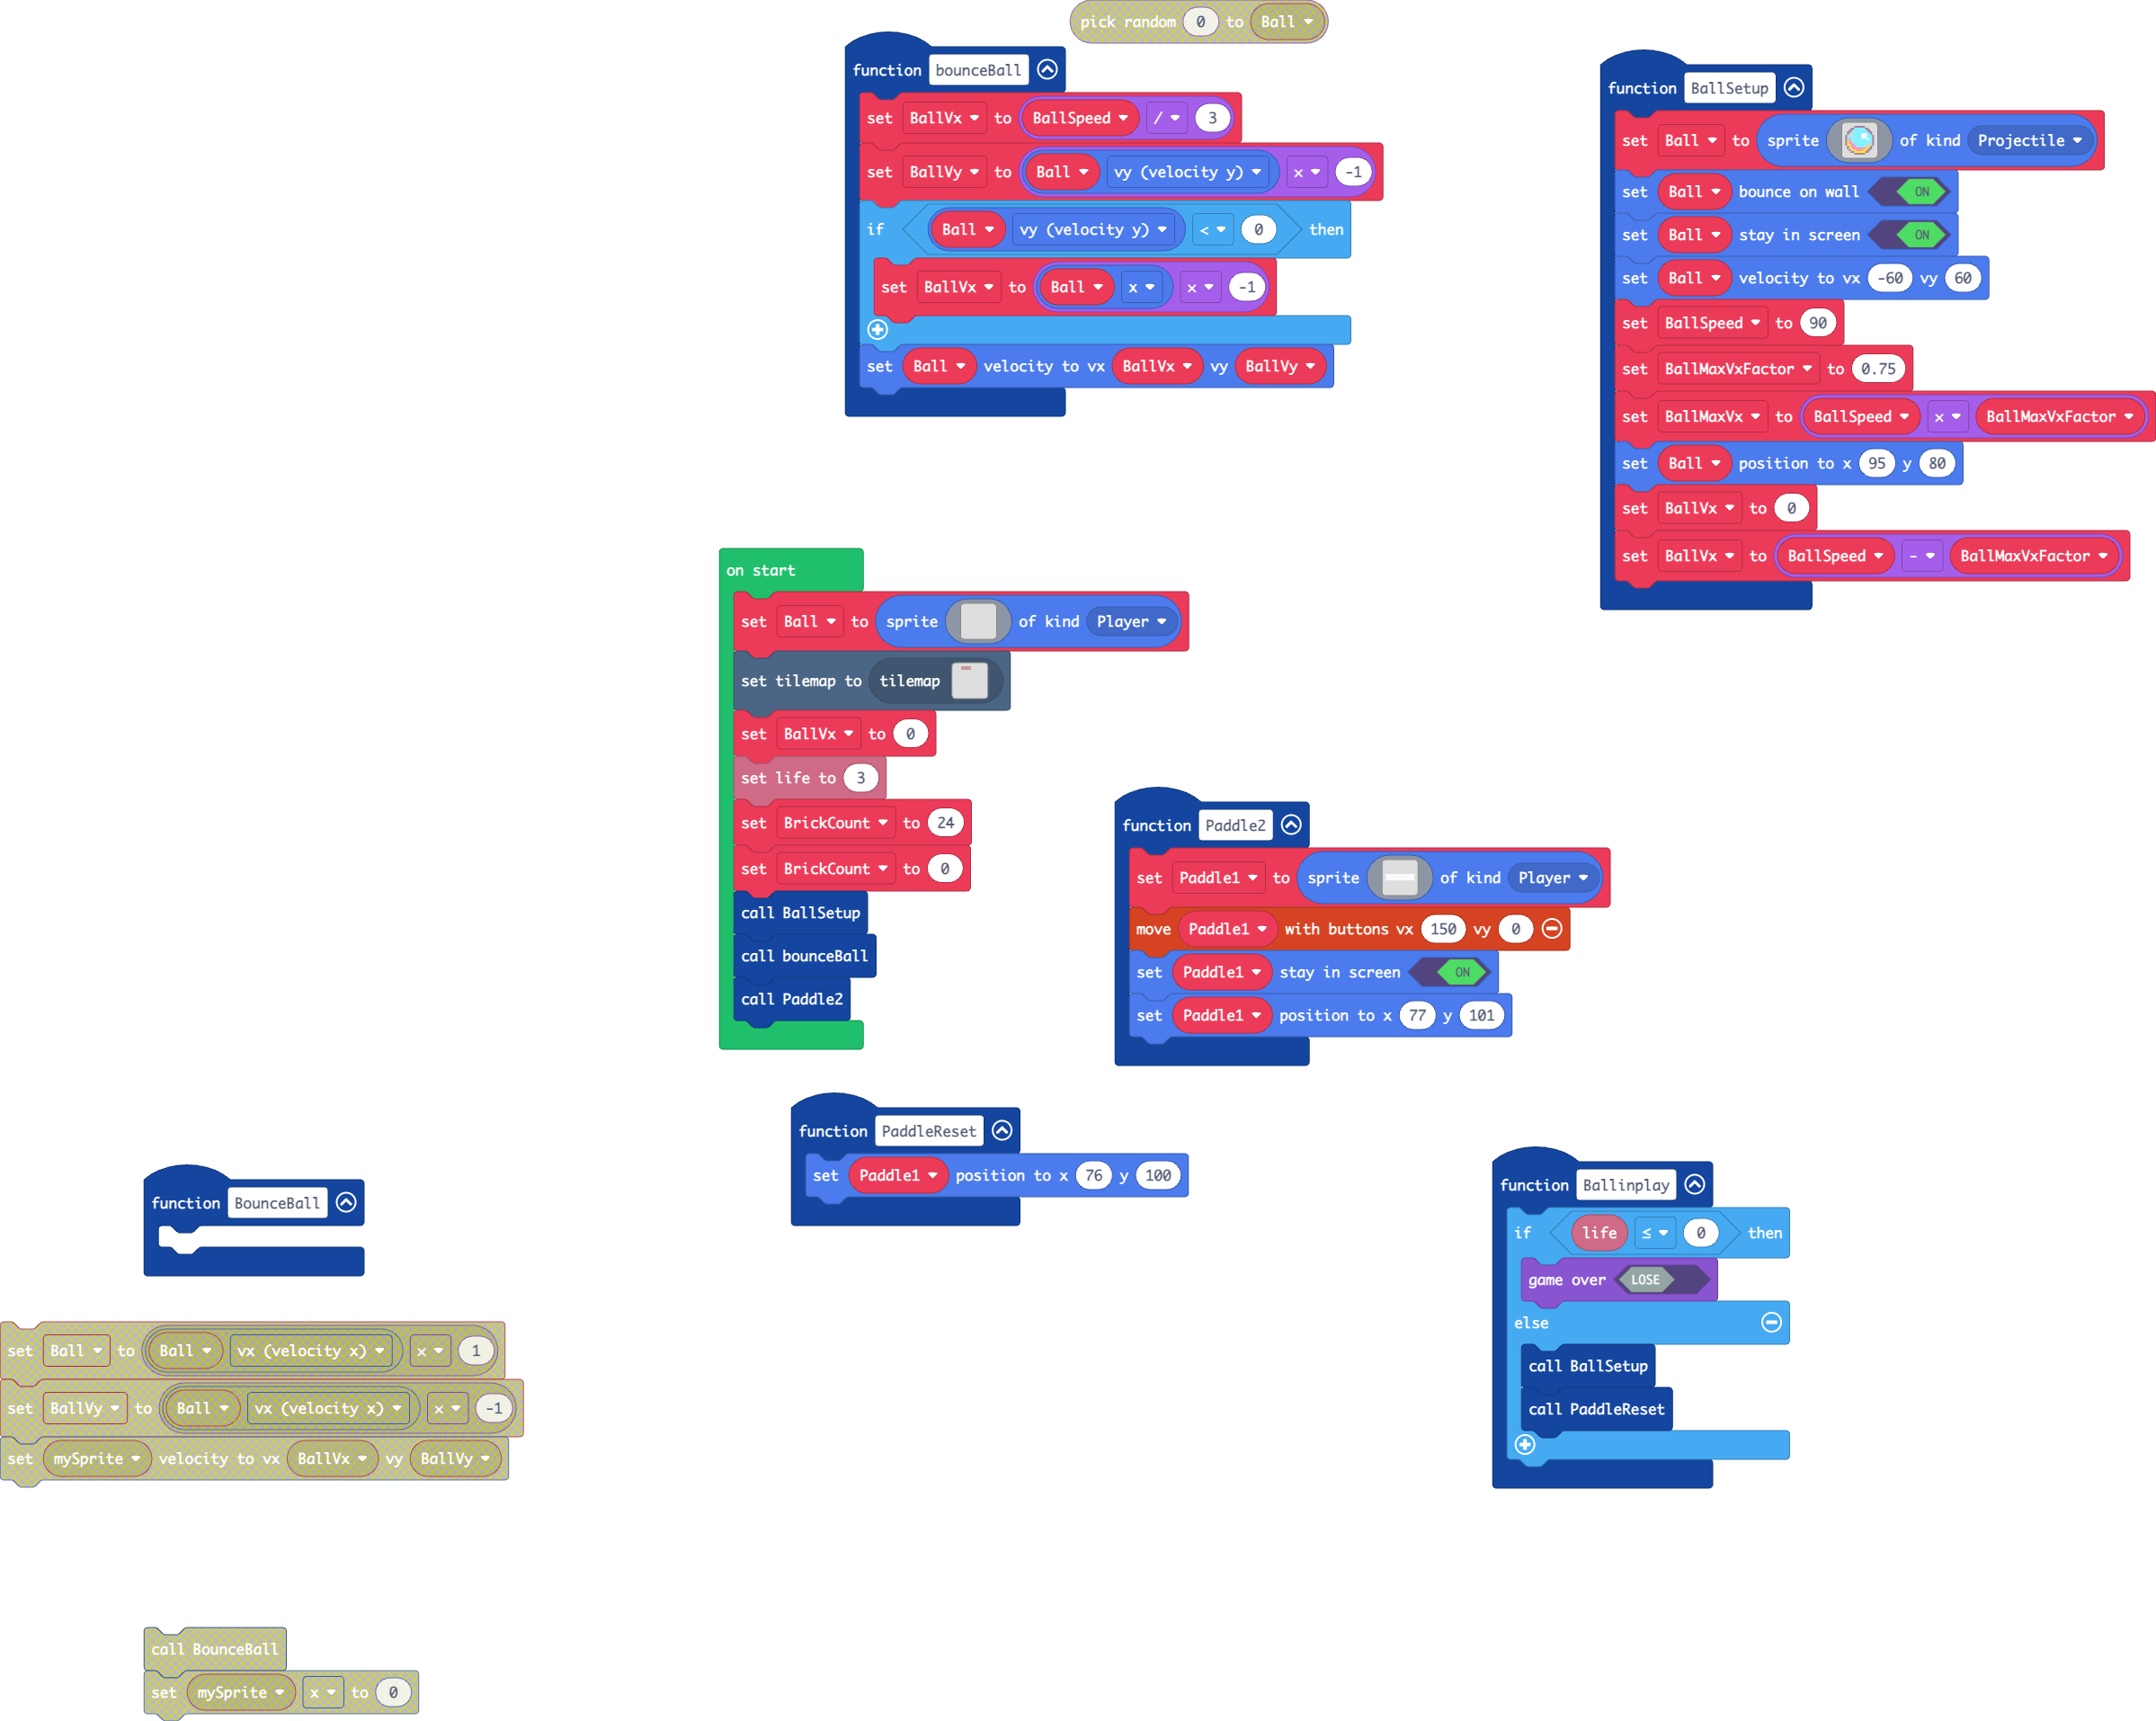 pick random 0 to Ball
function bounceBall
set BallVx to BallSpeed / 3
set BallVy to Ball vy (velocity y) × -1
if Ball vy (velocity y) < 0 then
set BallVx to Ball x × -1
set Ball velocity to vx BallVx vy BallVy
function BallSetup
set Ball to sprite of kind Projectile
set Ball bounce on wall ON
set Ball stay in screen ON
set Ball velocity to vx -60 vy 60
set BallSpeed to 90
set BallMaxVxFactor to 0.75
set BallMaxVx to BallSpeed × BallMaxVxFactor
set Ball position to x 95 y 80
set BallVx to 0
set BallVx to BallSpeed - BallMaxVxFactor
on start
set Ball to sprite of kind Player
set tilemap to tilemap
set BallVx to 0
set life to 3
set BrickCount to 24
set BrickCount to 0
call BallSetup
call bounceBall
call Paddle2
function Paddle2
set Paddle1 to sprite of kind Player
move Paddle1 with buttons vx 150 vy 0
set Paddle1 stay in screen ON
set Paddle1 position to x 77 y 101
function PaddleReset
set Paddle1 position to x 76 y 100
function Ballinplay
if life ≤ 0 then
game over LOSE
else
call BallSetup
call PaddleReset
function BounceBall
set Ball to Ball vx (velocity x) × 1
set BallVy to Ball vx (velocity x) × -1
set mySprite velocity to vx BallVx vy BallVy
call BounceBall
set mySprite x to 0